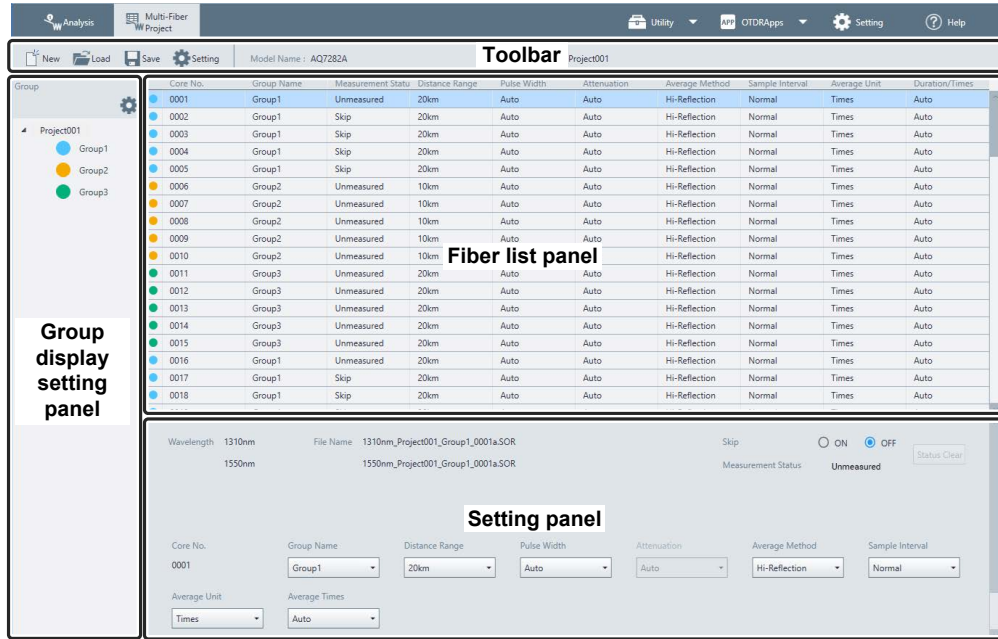 Analysis
Multi-Fiber
Project
Utility
APP OTDRApps
Setting
? Help
New Load Save Setting Model Name : AQ7282A Toolbar Project001
Group
Project001
Group1
Group2
Group3
Group
display
setting
panel
Core No. Group Name Measurement Statu Distance Range Pulse Width Attenuation Average Method Sample Interval Average Unit Duration/Times
0001 Group1 Unmeasured 20km Auto Auto Hi-Reflection Normal Times Auto
0002 Group1 Skip 20km Auto Auto Hi-Reflection Normal Times Auto
0003 Group1 Skip 20km Auto Auto Hi-Reflection Normal Times Auto
0004 Group1 Skip 20km Auto Auto Hi-Reflection Normal Times Auto
0005 Group1 Skip 20km Auto Auto Hi-Reflection Normal Times Auto
0006 Group2 Unmeasured 10km Auto Auto Hi-Reflection Normal Times Auto
0007 Group2 Unmeasured 10km Auto Auto Hi-Reflection Normal Times Auto
0008 Group2 Unmeasured 10km Auto Auto Hi-Reflection Normal Times Auto
0009 Group2 Unmeasured 10km Auto Auto Hi-Reflection Normal Times Auto
0010 Group2 Unmeasured 10km Hi-Reflection Normal Times Auto
Fiber list panel
0011 Group3 Unmeasured 20km Auto Auto Hi-Reflection Normal Times Auto
0012 Group3 Unmeasured 20km Auto Auto Hi-Reflection Normal Times Auto
0013 Group3 Unmeasured 20km Auto Auto Hi-Reflection Normal Times Auto
0014 Group3 Unmeasured 20km Auto Auto Hi-Reflection Normal Times Auto
0015 Group3 Unmeasured 20km Auto Auto Hi-Reflection Normal Times Auto
0016 Group1 Unmeasured 20km Auto Auto Hi-Reflection Normal Times Auto
0017 Group1 Skip 20km Auto Auto Hi-Reflection Normal Times Auto
0018 Group1 Skip 20km Auto Auto Hi-Reflection Normal Times Auto
Wavelength 1310nm File Name 1310nm_Project001_Group1_0001a.SOR Skip ON OFF Status Clear
1550nm 1550nm_Project001_Group1_0001a.SOR Measurement Status Unmeasured
Setting panel
Core No. Group Name Distance Range Pulse Width Attenuation Average Method Sample Interval
0001 Group1 20km Auto Auto Hi-Reflection Normal
Average Unit Average Times
Times Auto